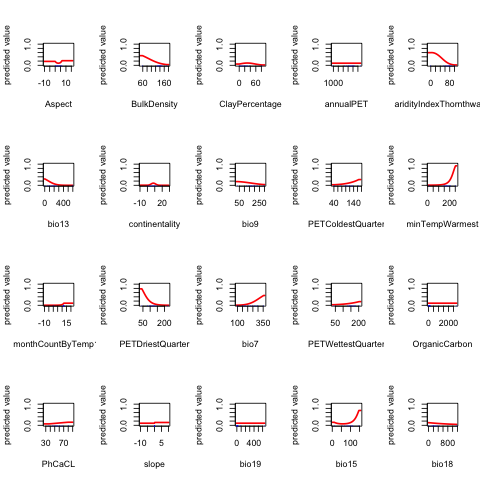 predicted value predicted value predicted value predicted value predicted value
0.0 1.0 0.0 1.0 0.0 1.0 0.0 1.0 0.0 1.0
-10 10 60 160 0 60 1000 0 80
Aspect BulkDensity ClayPercentage annualPET aridityIndexThornthwa
predicted value predicted value predicted value predicted value predicted value
0.0 1.0 0.0 1.0 0.0 1.0 0.0 1.0 0.0 1.0
0 400 -10 20 50 250 40 140 0 200
bio13 continentality bio9 PETColdestQuarter minTempWarmest
predicted value predicted value predicted value predicted value predicted value
0.0 1.0 0.0 1.0 0.0 1.0 0.0 1.0 0.0 1.0
-10 15 50 200 100 350 50 200 0 2000
monthCountByTemp PETDriestQuarter bio7 PETWettestQuarter OrganicCarbon
predicted value predicted value predicted value predicted value predicted value
0.0 1.0 0.0 1.0 0.0 1.0 0.0 1.0 0.0 1.0
30 70 -10 5 0 400 0 100 0 800
PhCaCL slope bio19 bio15 bio18